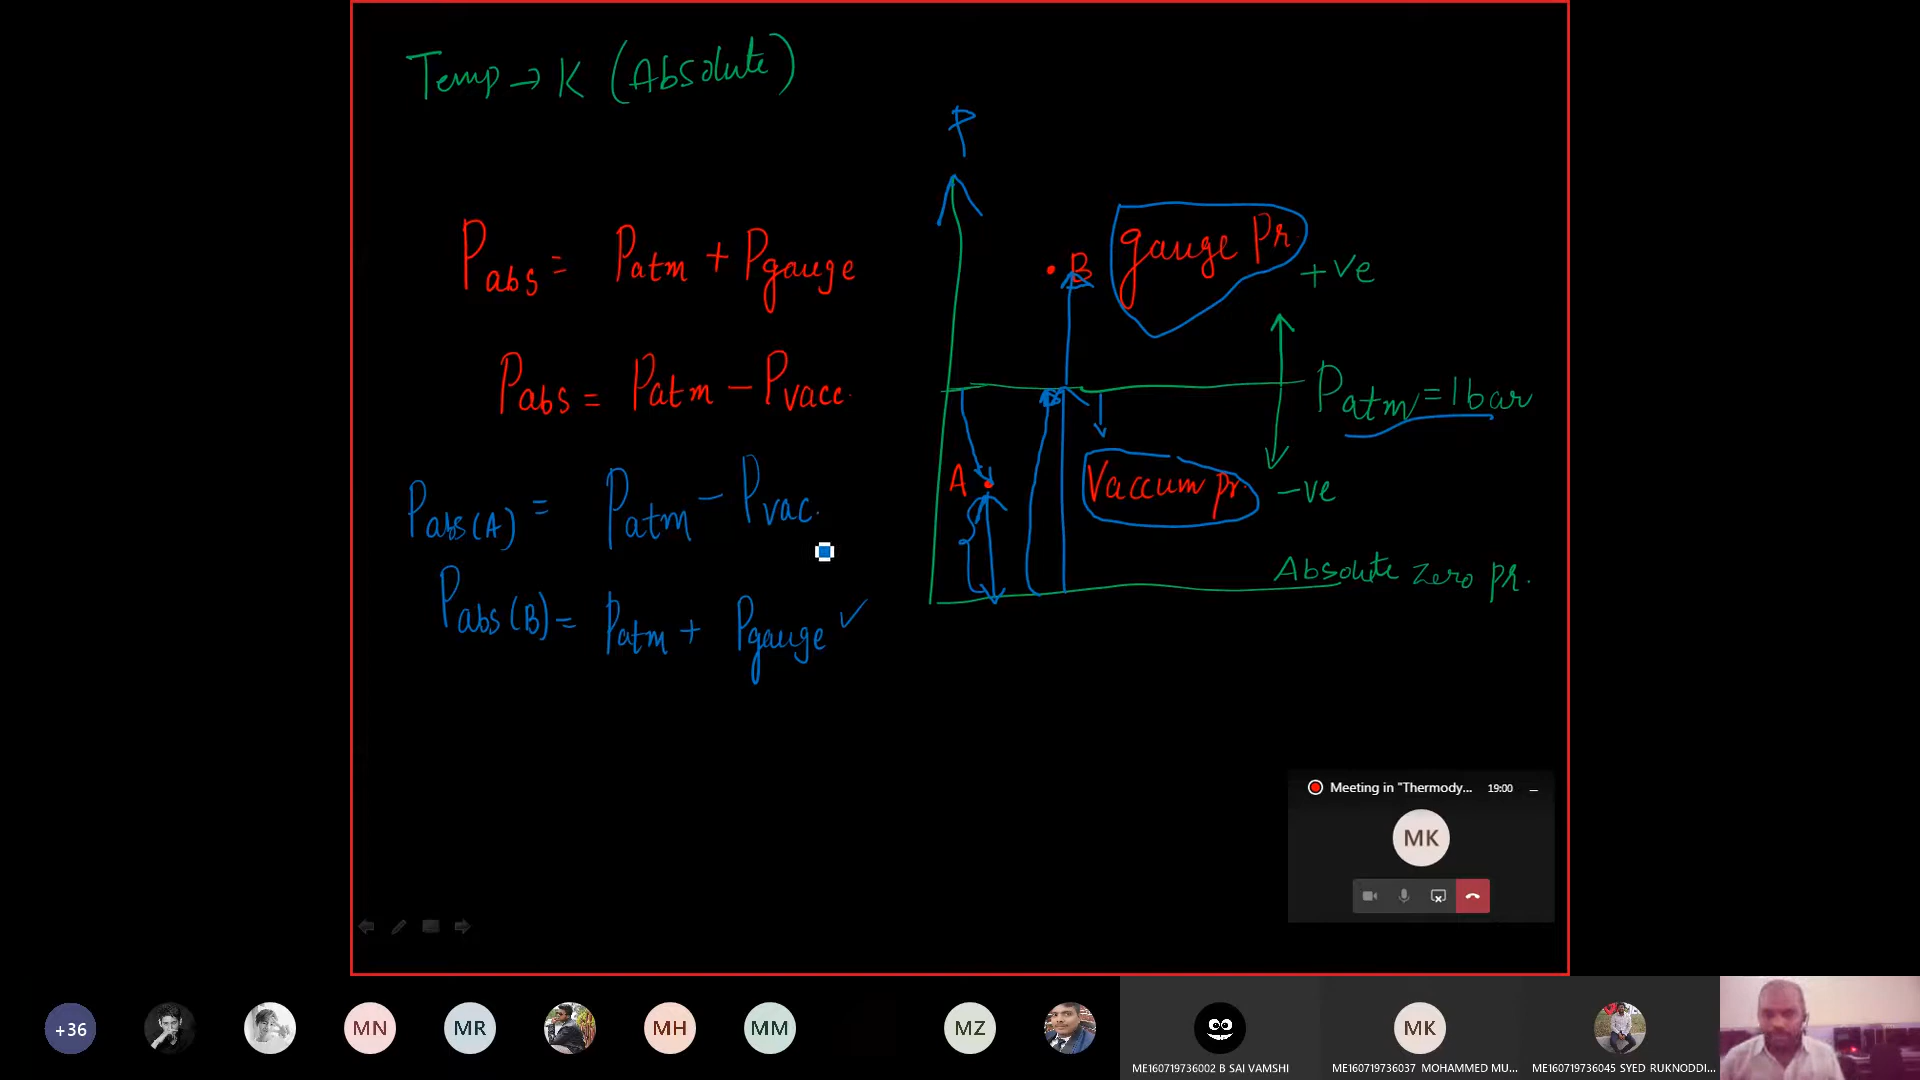 Temp → K (Absolute)
P
Pabs = Patm + Pgauge
• B
gauge Pr.
+ve
Pabs = Patm − Pvacc.
Patm = 1bar
A
Vaccum pr.
−ve
Pabs(A) = Patm − Pvac.
Absolute Zero pr.
Pabs(B) = Patm + Pgauge ✓
Meeting in "Thermody... 19:00
MK
+36
MN
MR
MH
MM
MZ
MK
ME160719736002 B SAI VAMSHI
ME160719736037 MOHAMMED MU...
ME160719736045 SYED RUKNODDI...